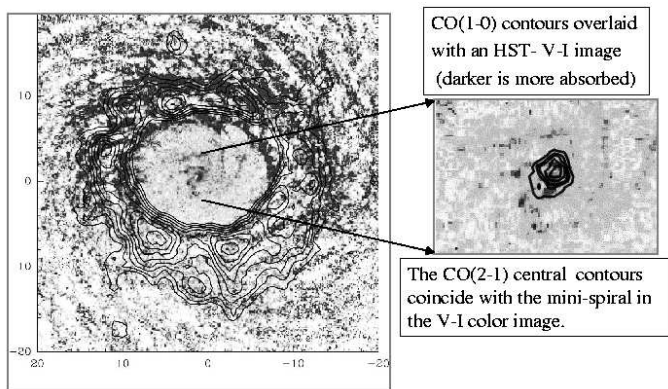 CO(1-0) contours overlaid
with an HST- V-I image
(darker is more absorbed)
10
0
-10
-20
20
10
0
-10
-20
The CO(2-1) central contours
coincide with the mini-spiral in
the V-I color image.